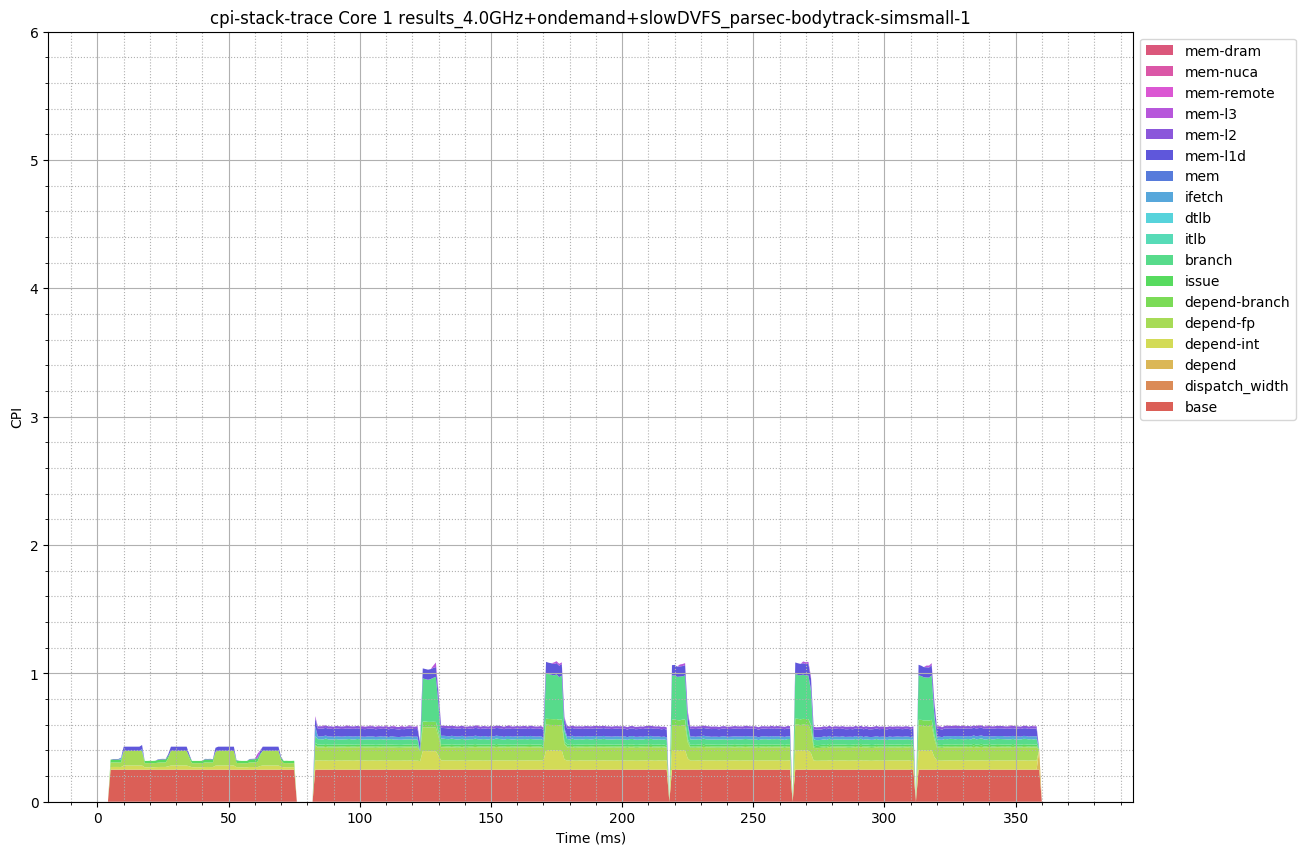 cpi-stack-trace Core 1 results_4.0GHz+ondemand+slowDVFS_parsec-bodytrack-simsmall-1
6
5
4
3
2
1
0
CPI
0 50 100 150 200 250 300 350
Time (ms)
mem-dram
mem-nuca
mem-remote
mem-l3
mem-l2
mem-l1d
mem
ifetch
dtlb
itlb
branch
issue
depend-branch
depend-fp
depend-int
depend
dispatch_width
base